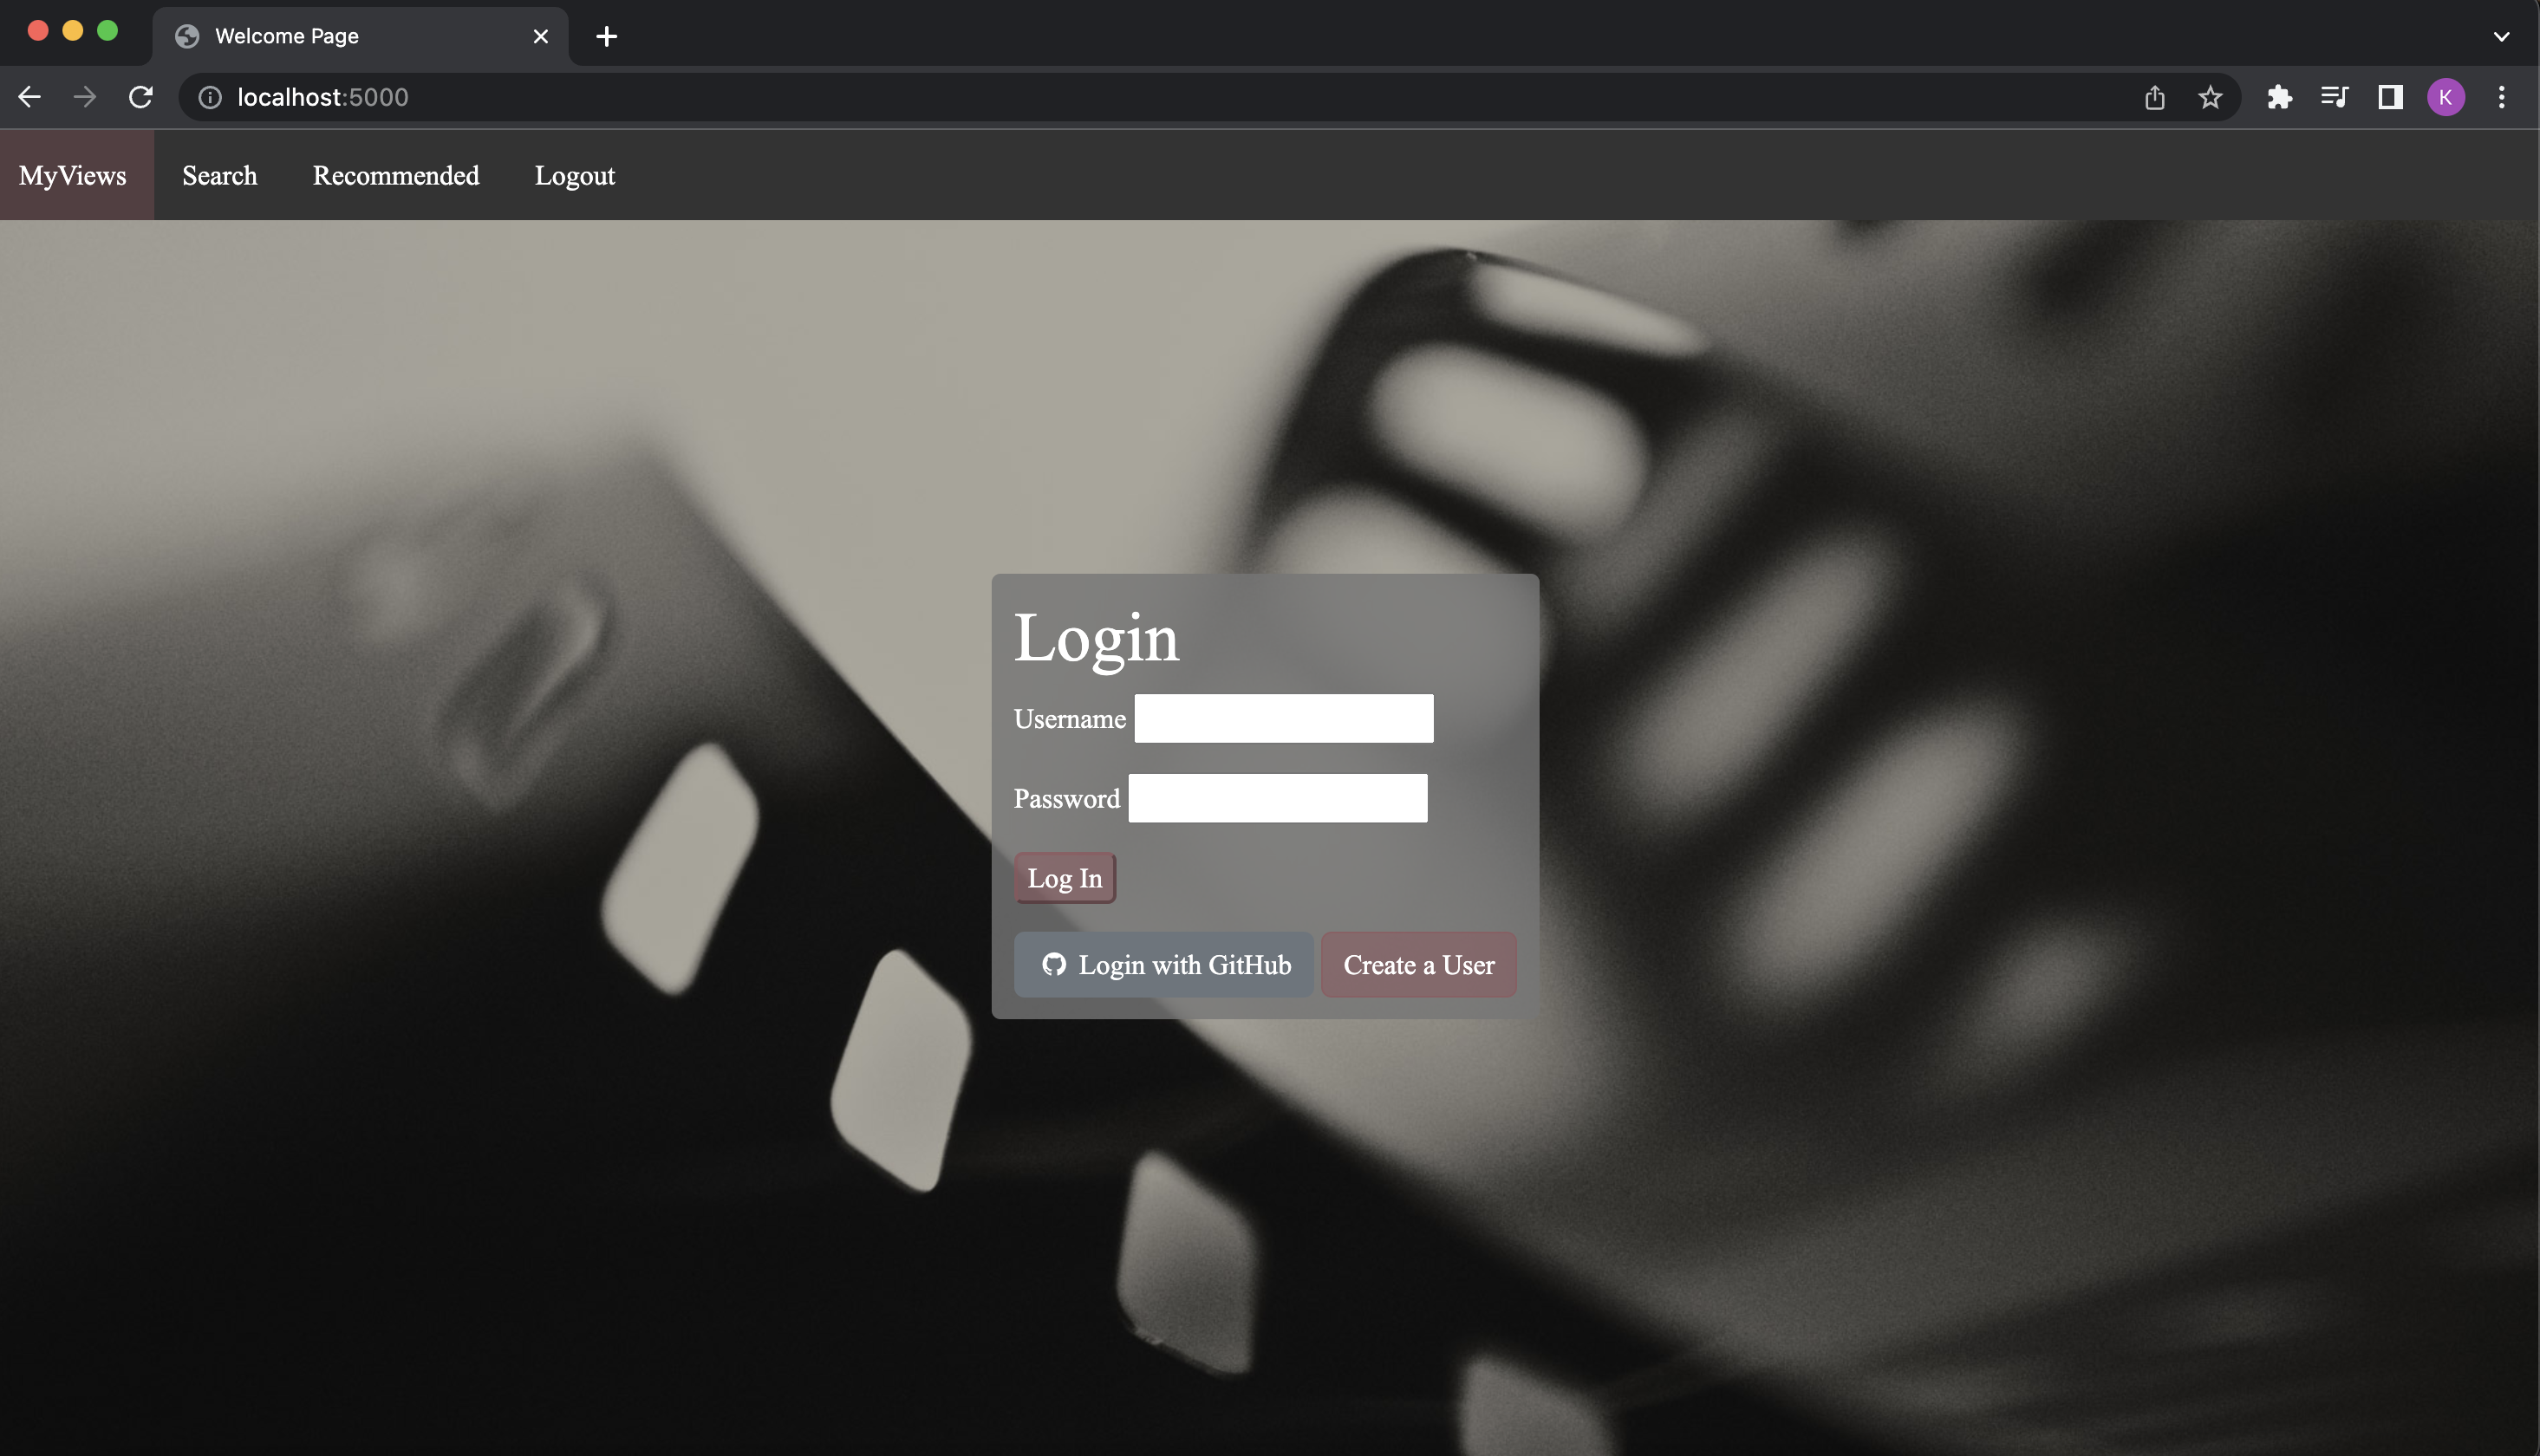 Welcome Page
localhost:5000
K
MyViews Search Recommended Logout
Login
Username
Password
Log In
Login with GitHub Create a User